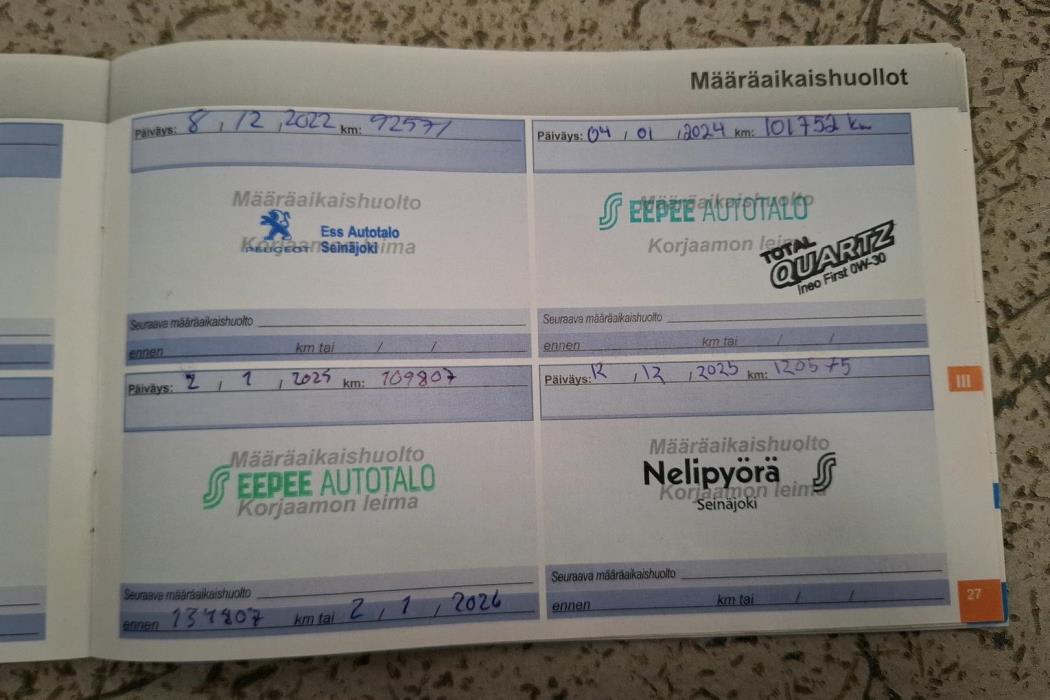 Määräaikaishuollot
Päiväys: 8 / 12 / 2022 km: 92571
Määräaikaishuolto
PEUGEOT
Ess Autotalo
Seinäjoki
Korjaamon leima
Seuraava määräaikaishuolto
ennen km tai / /
Päiväys: 04 / 01 / 2024 km: 101752 km
Määräaikaishuolto
EEPEE AUTOTALO
Korjaamon leima
TOTAL
QUARTZ
Ineo First 0W-30
Seuraava määräaikaishuolto
ennen km tai / /
Päiväys: 2 / 1 / 2025 km: 109807
Määräaikaishuolto
EEPEE AUTOTALO
Korjaamon leima
Seuraava määräaikaishuolto
ennen 134807 km tai 2 / 1 / 2026
Päiväys: 12 / 12 / 2025 km: 120575
Määräaikaishuolto
Nelipyörä
Korjaamon leima
Seinäjoki
Seuraava määräaikaishuolto
ennen km tai / /
III
27